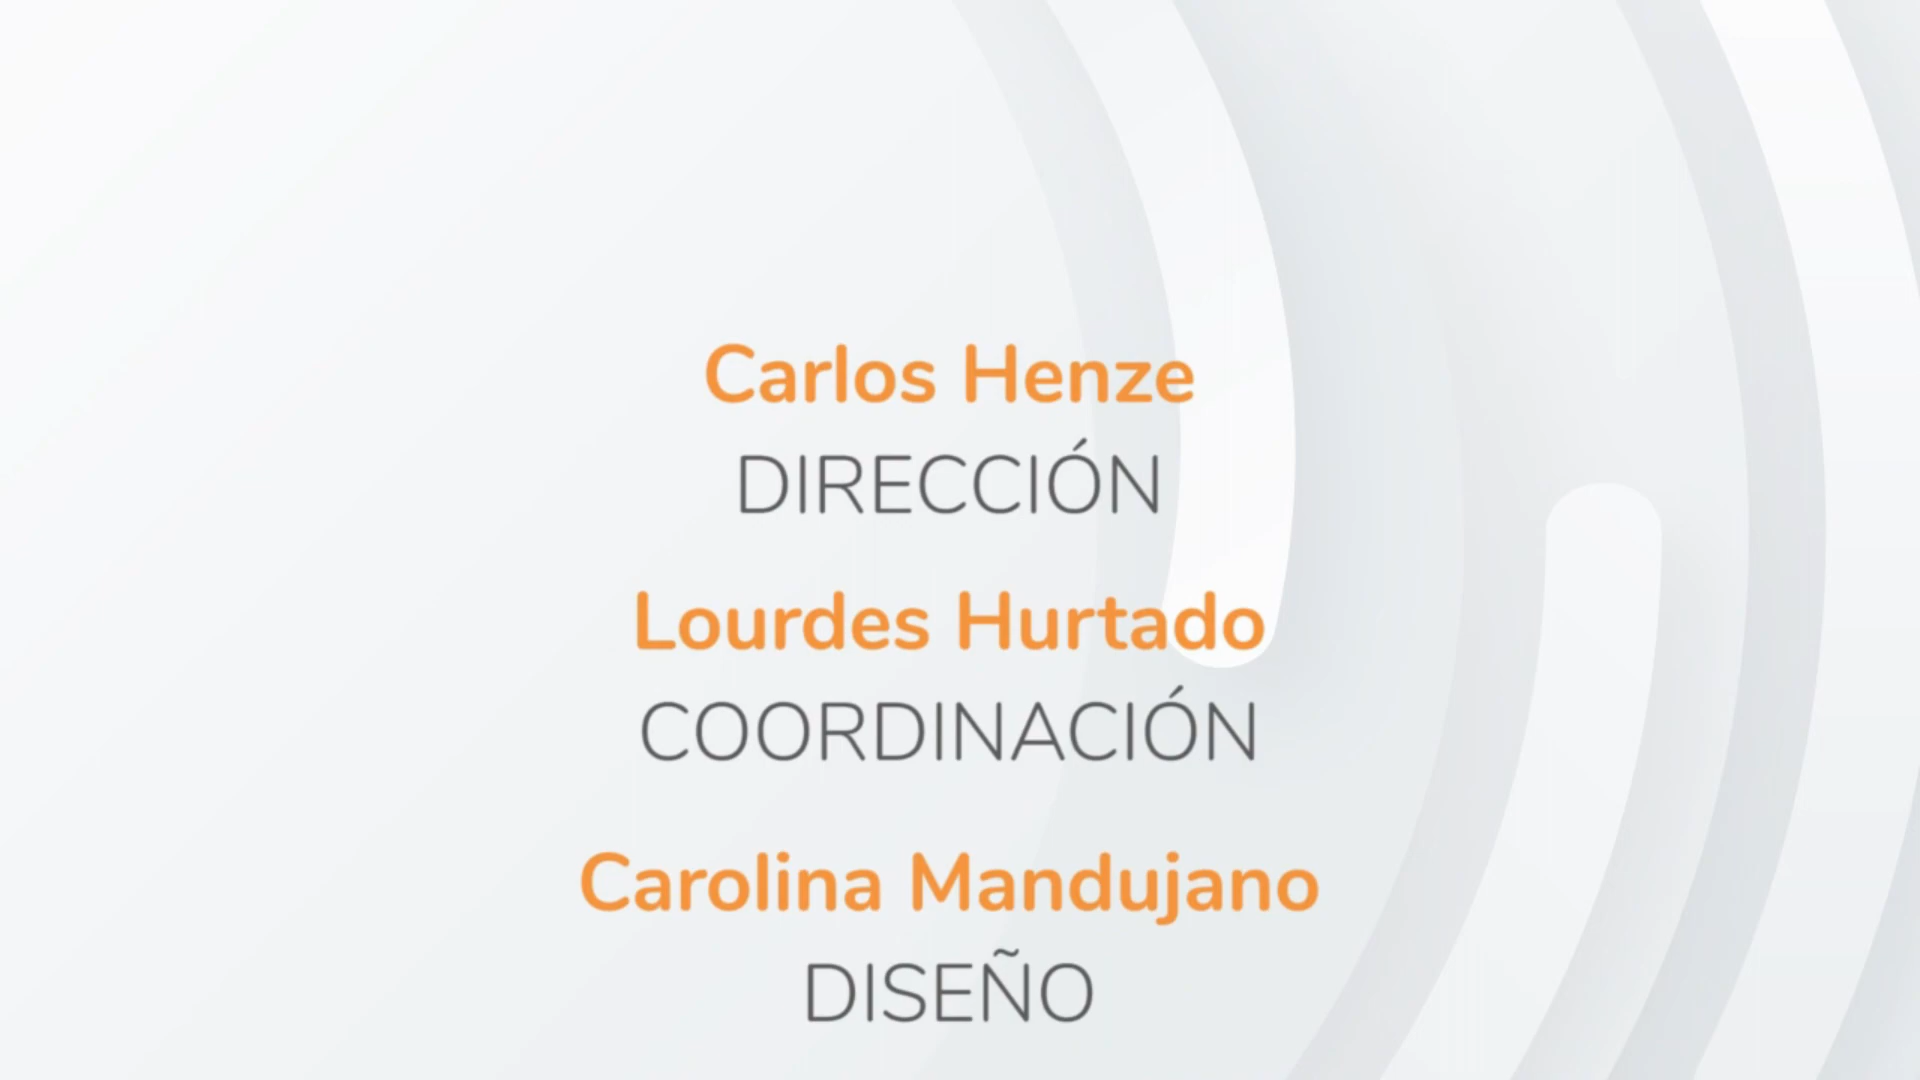 Carlos Henze
DIRECCIÓN
Lourdes Hurtado
COORDINACIÓN
Carolina Mandujano
DISEÑO